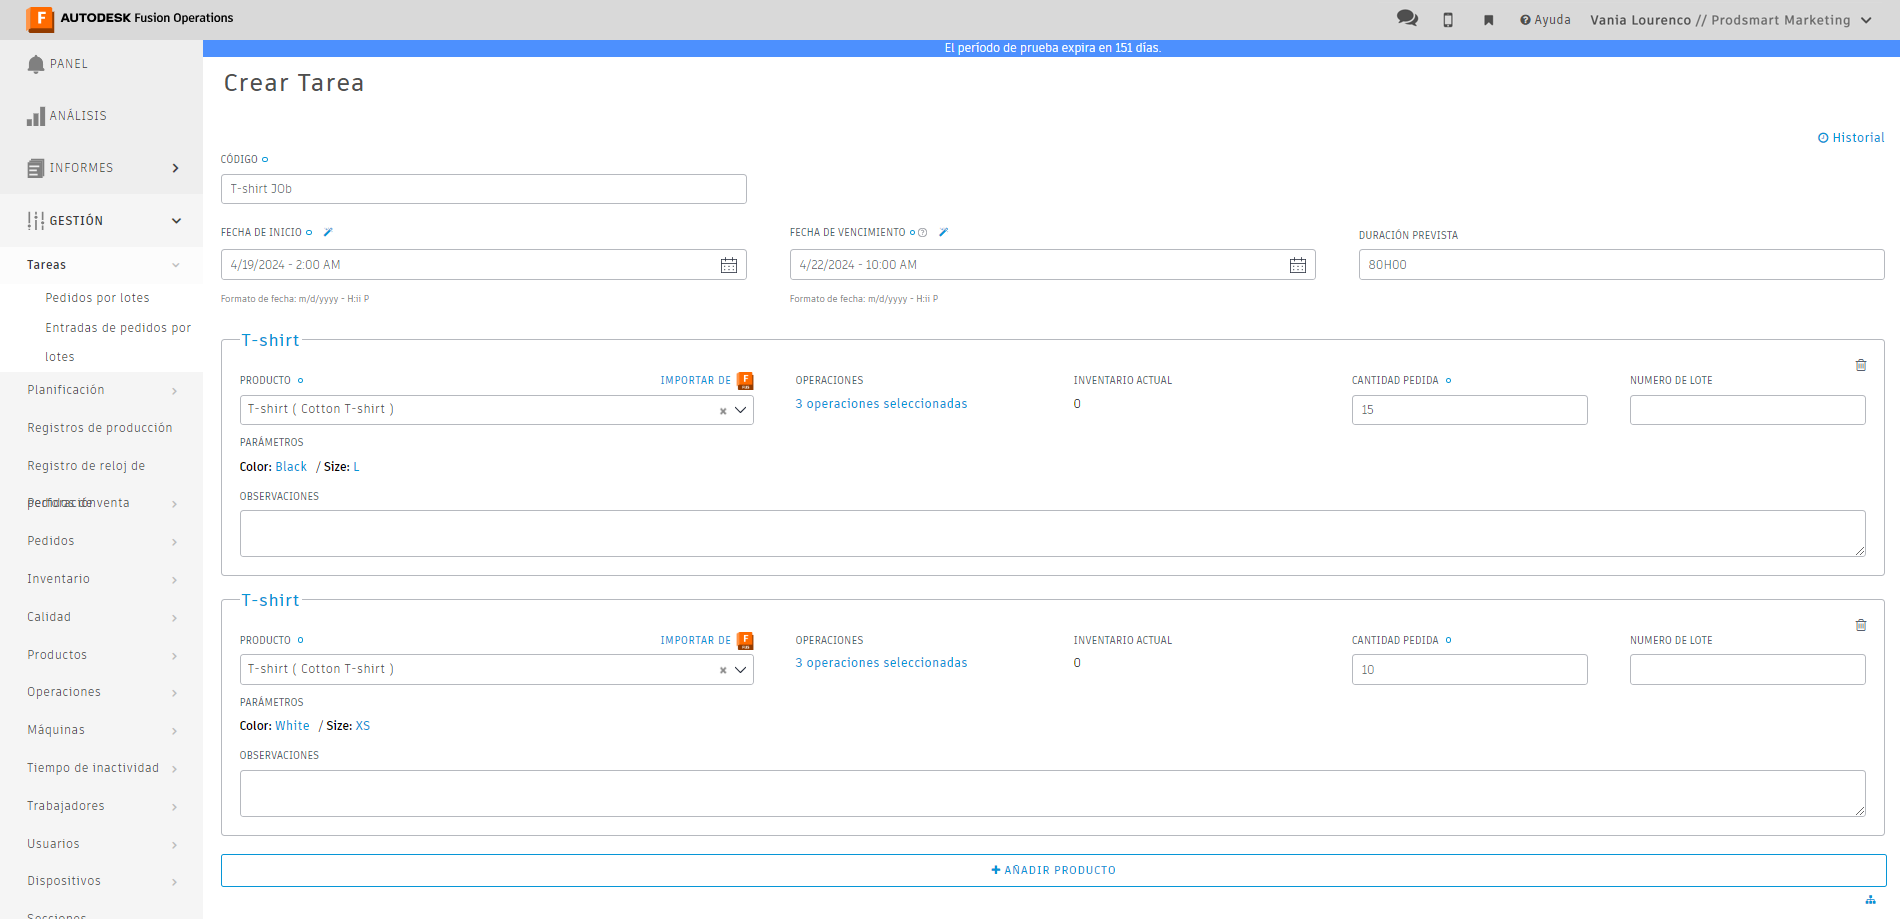 AUTODESK Fusion Operations
Ayuda
Vania Lourenco // Prodsmart Marketing
El período de prueba expira en 151 días.
PANEL
ANÁLISIS
INFORMES
GESTIÓN
Tareas
Pedidos por lotes
Entradas de pedidos por
lotes
Planificación
Registros de producción
Registro de reloj de
perforación
Pedidos de venta
Pedidos
Inventario
Calidad
Productos
Operaciones
Máquinas
Tiempo de inactividad
Trabajadores
Usuarios
Dispositivos
Secciones
Crear Tarea
Historial
CÓDIGO
T-shirt JOb
FECHA DE INICIO
4/19/2024 - 2:00 AM
Formato de fecha: m/d/yyyy - H:ii P
FECHA DE VENCIMIENTO
4/22/2024 - 10:00 AM
Formato de fecha: m/d/yyyy - H:ii P
DURACIÓN PREVISTA
80H00
T-shirt
PRODUCTO
IMPORTAR DE
T-shirt ( Cotton T-shirt )
OPERACIONES
3 operaciones seleccionadas
INVENTARIO ACTUAL
0
CANTIDAD PEDIDA
15
NUMERO DE LOTE
PARÁMETROS
Color: Black / Size: L
OBSERVACIONES
T-shirt
PRODUCTO
IMPORTAR DE
T-shirt ( Cotton T-shirt )
OPERACIONES
3 operaciones seleccionadas
INVENTARIO ACTUAL
0
CANTIDAD PEDIDA
10
NUMERO DE LOTE
PARÁMETROS
Color: White / Size: XS
OBSERVACIONES
+ AÑADIR PRODUCTO